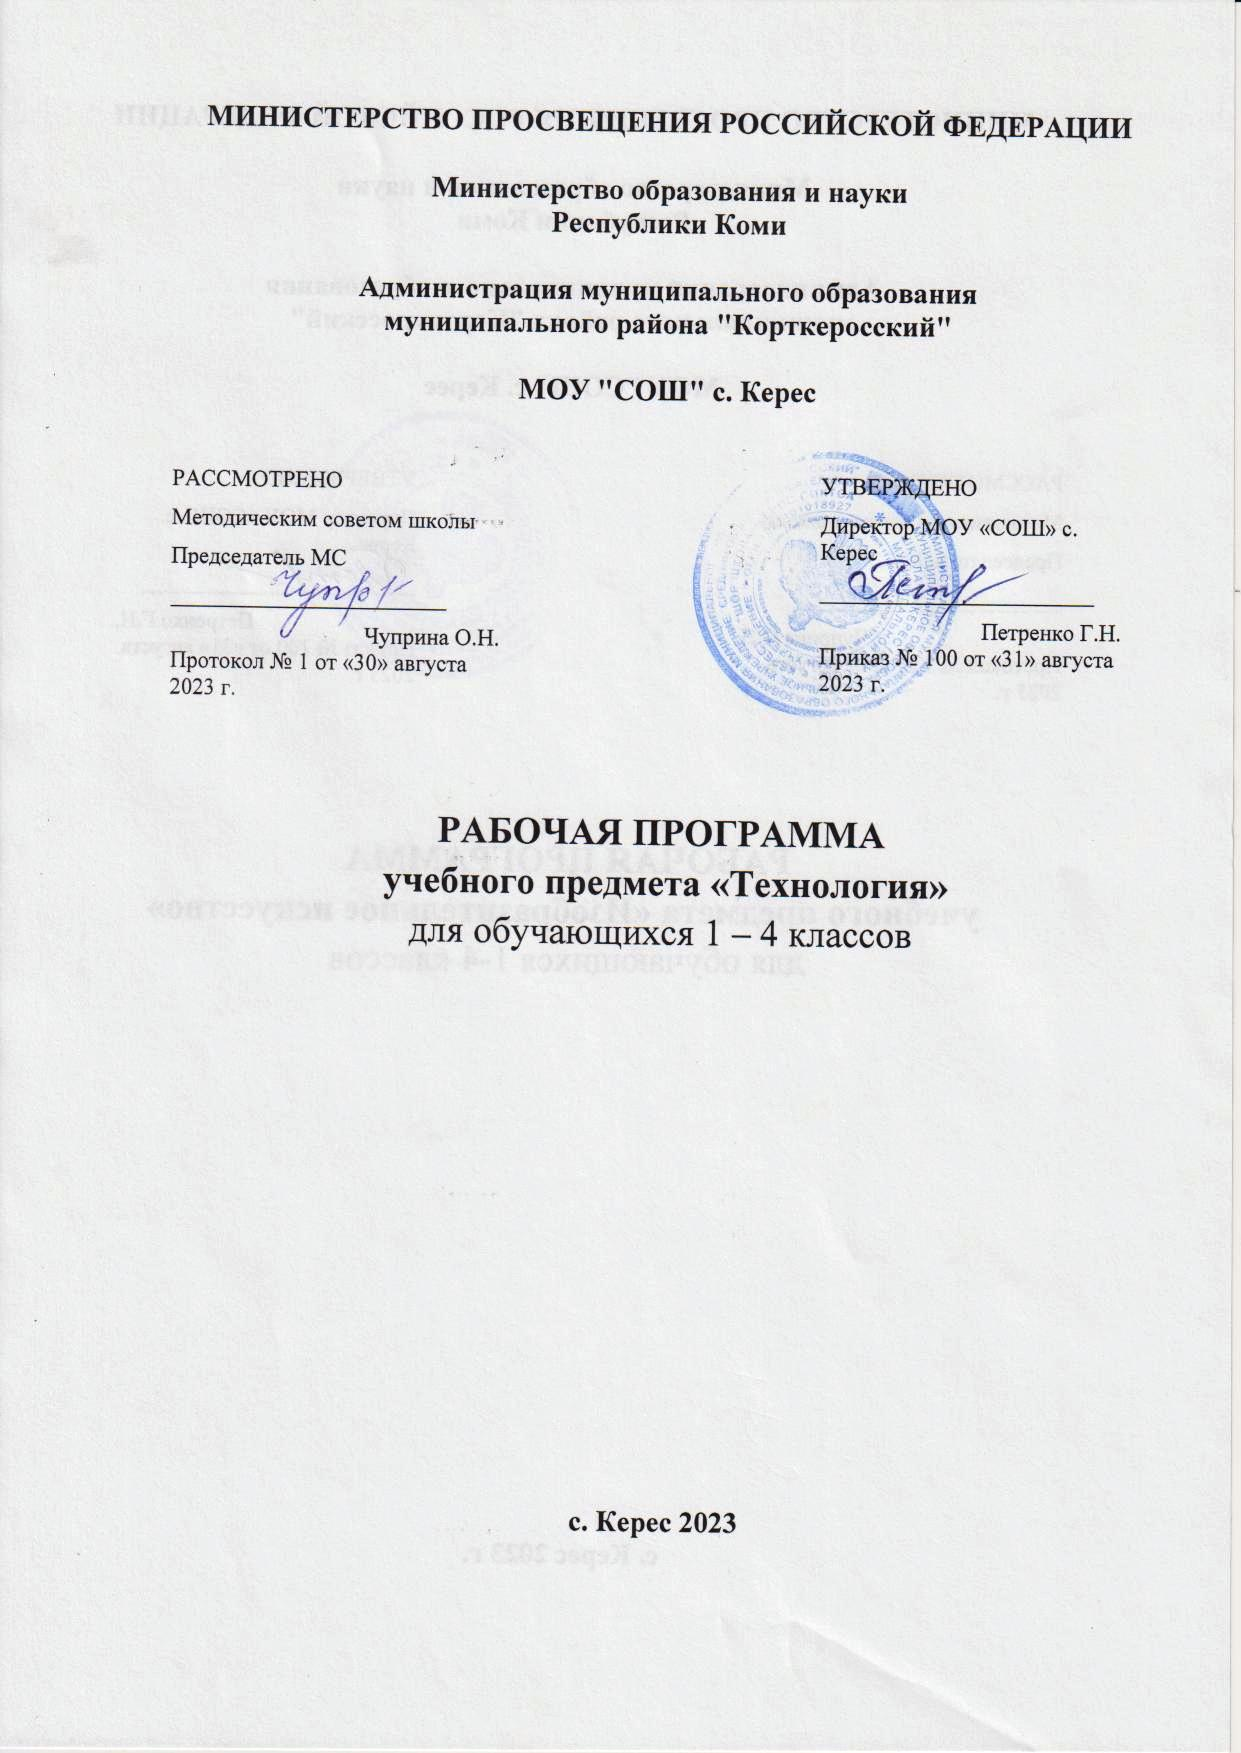 МИНИСТЕРСТВО ПРОСВЕЩЕНИЯ РОССИЙСКОЙ ФЕДЕРАЦИИ
Министерство образования и науки
Республики Коми
Администрация муниципального образования
муниципального района "Корткеросский"
МОУ "СОШ" с. Керес
РАССМОТРЕНО
Методическим советом школы
Председатель МС
Чуприна О.Н.
Протокол № 1 от «30» августа
2023 г.
УТВЕРЖДЕНО
Директор МОУ «СОШ» с.
Керес
Петренко Г.Н.
Приказ № 100 от «31» августа
2023 г.
РАБОЧАЯ ПРОГРАММА
учебного предмета «Технология»
для обучающихся 1 – 4 классов
с. Керес 2023